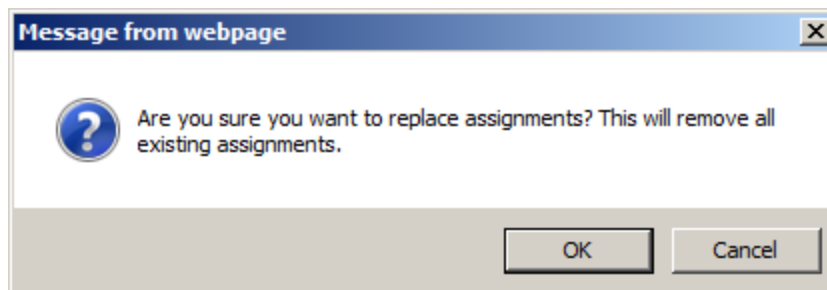 Message from webpage
Are you sure you want to replace assignments? This will remove all
existing assignments.
OK Cancel